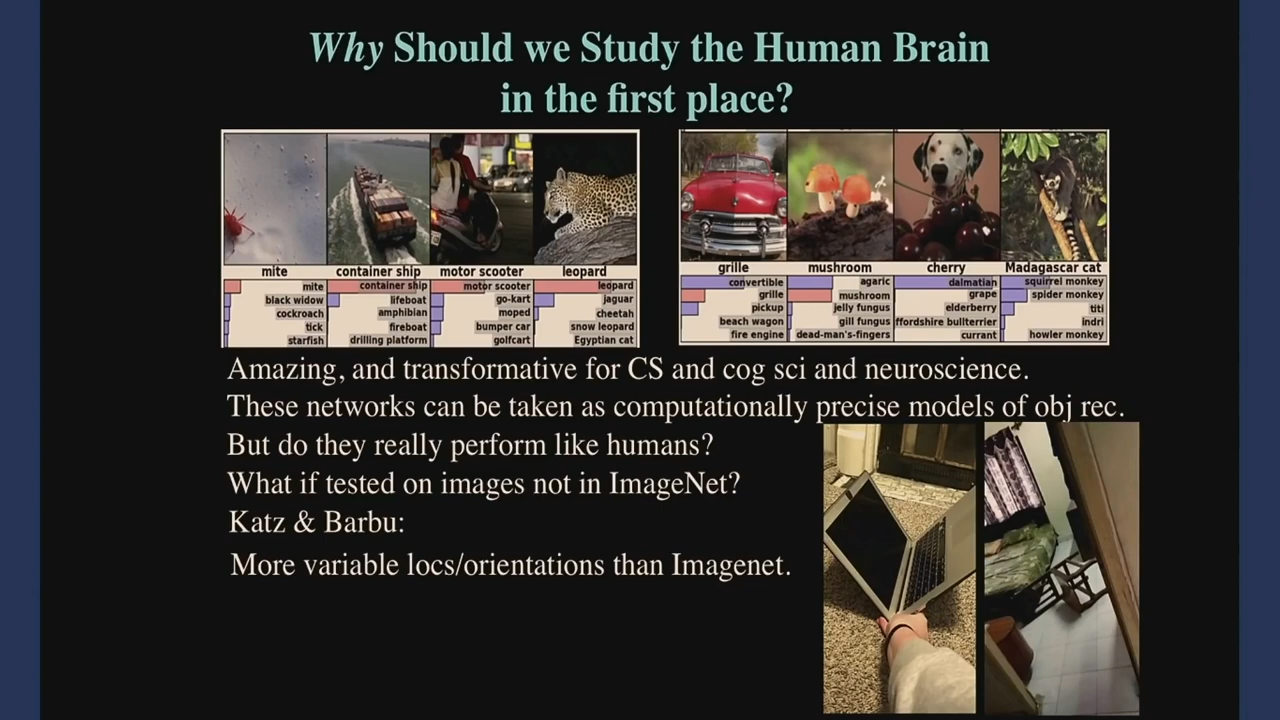 Why Should we Study the Human Brain
in the first place?
mite container ship motor scooter leopard
mite container ship motor scooter leopard
black widow lifeboat go-kart jaguar
cockroach amphibian moped cheetah
tick fireboat bumper car snow leopard
starfish drilling platform golfcart Egyptian cat
grille mushroom cherry Madagascar cat
convertible agaric dalmatian squirrel monkey
grille mushroom grape spider monkey
pickup jelly fungus elderberry titi
beach wagon gill fungus ffordshire bullterrier indri
fire engine dead-man's-fingers currant howler monkey
Amazing, and transformative for CS and cog sci and neuroscience.
These networks can be taken as computationally precise models of obj rec.
But do they really perform like humans?
What if tested on images not in ImageNet?
Katz & Barbu:
More variable locs/orientations than Imagenet.